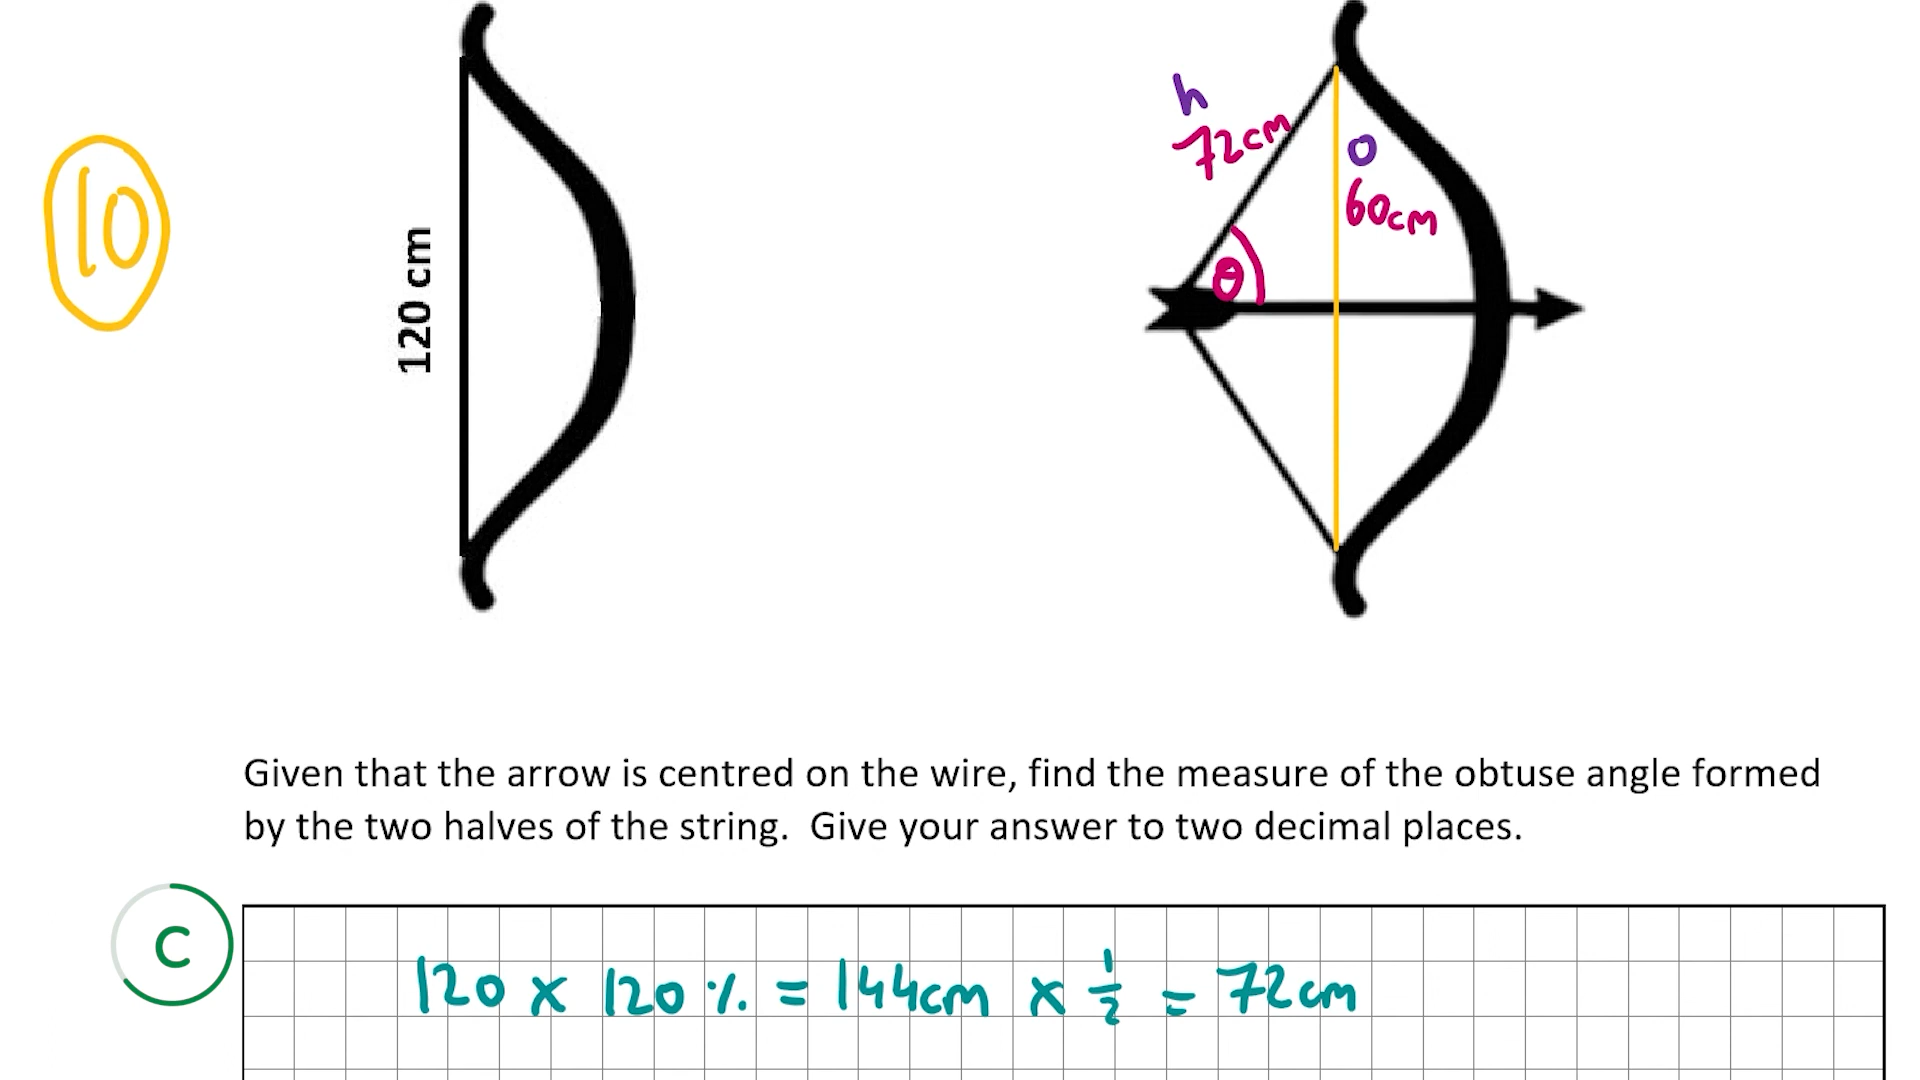 10
120 cm
h
72cm
o
60cm
θ
Given that the arrow is centred on the wire, find the measure of the obtuse angle formed
by the two halves of the string. Give your answer to two decimal places.
C
120 x 120 % = 144cm x 1/2 = 72cm